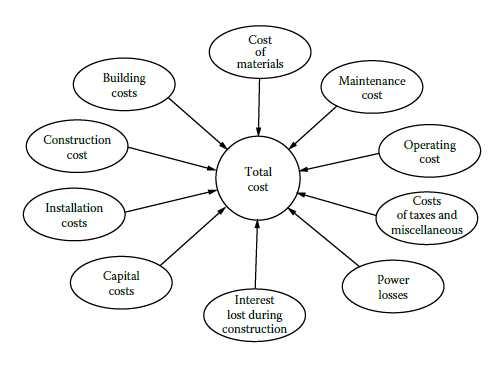 Cost
of
materials
Building
costs
Maintenance
cost
Construction
cost
Operating
cost
Total
cost
Installation
costs
Costs
of taxes and
miscellaneous
Capital
costs
Power
losses
Interest
lost during
construction